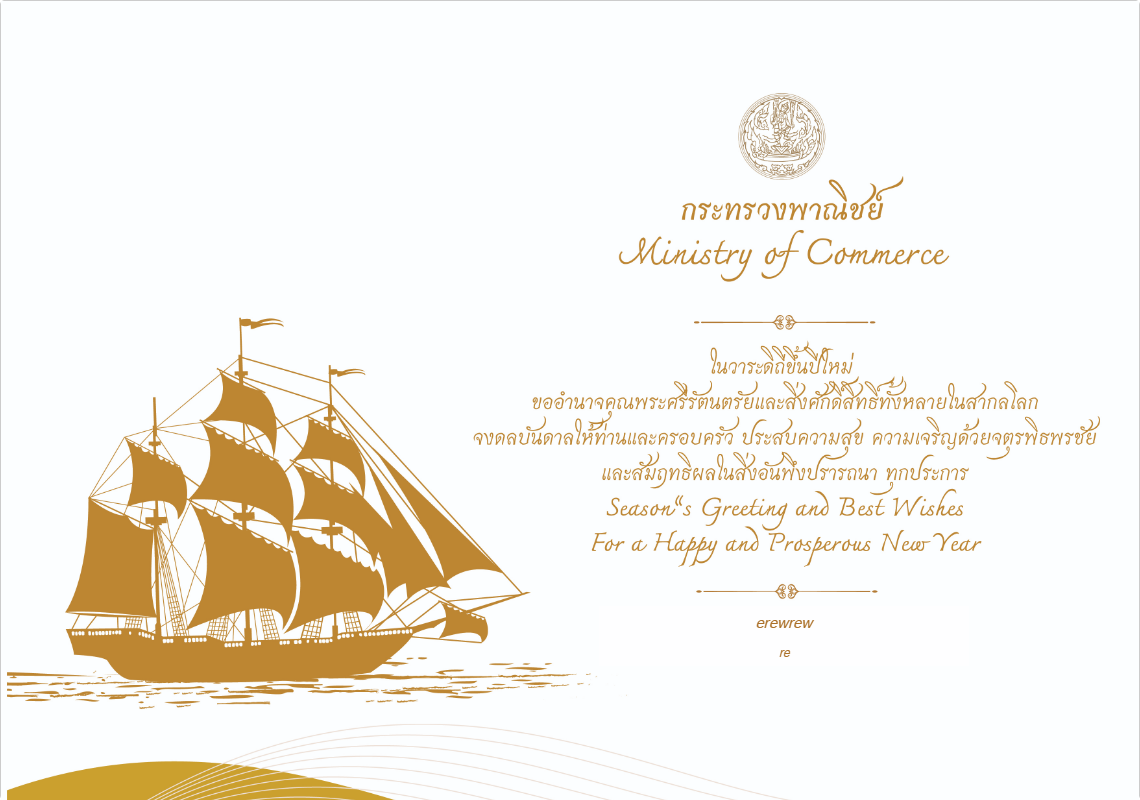 กระทรวงพาณิชย์
Ministry of Commerce
ในวาระดิถีขึ้นปีใหม่
ขออำนาจคุณพระศรีรัตนตรัยและสิ่งศักดิ์สิทธิ์ทั้งหลายในสากลโลก
จงดลบันดาลให้ท่านและครอบครัว ประสบความสุข ความเจริญด้วยจตุรพิธพรชัย
และสัมฤทธิผลในสิ่งอันพึงปรารถนา ทุกประการ
Season“s Greeting and Best Wishes
For a Happy and Prosperous New Year
erewrew
re